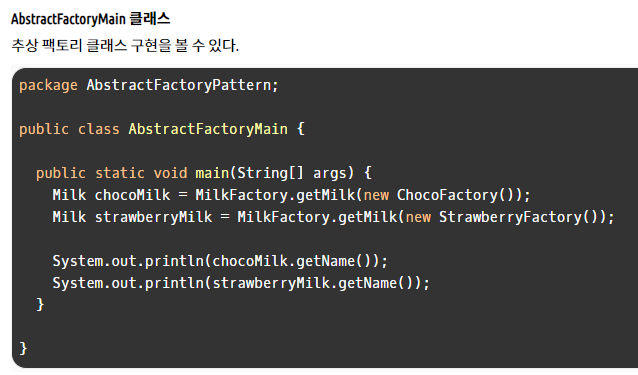 AbstractFactoryMain 클래스
추상 팩토리 클래스 구현을 볼 수 있다.
package AbstractFactoryPattern;
public class AbstractFactoryMain {
public static void main(String[] args) {
Milk chocoMilk = MilkFactory.getMilk(new ChocoFactory());
Milk strawberryMilk = MilkFactory.getMilk(new StrawberryFactory());
System.out.println(chocoMilk.getName());
System.out.println(strawberryMilk.getName());
}
}